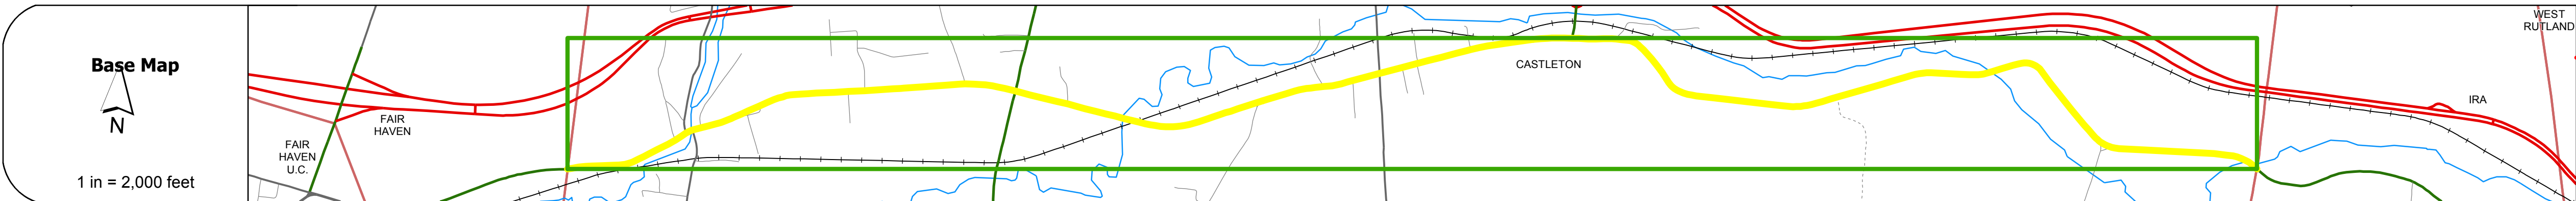 Base Map
N
1 in = 2,000 feet
FAIR
HAVEN
U.C.
FAIR
HAVEN
CASTLETON
IRA
WEST
RUTLAND